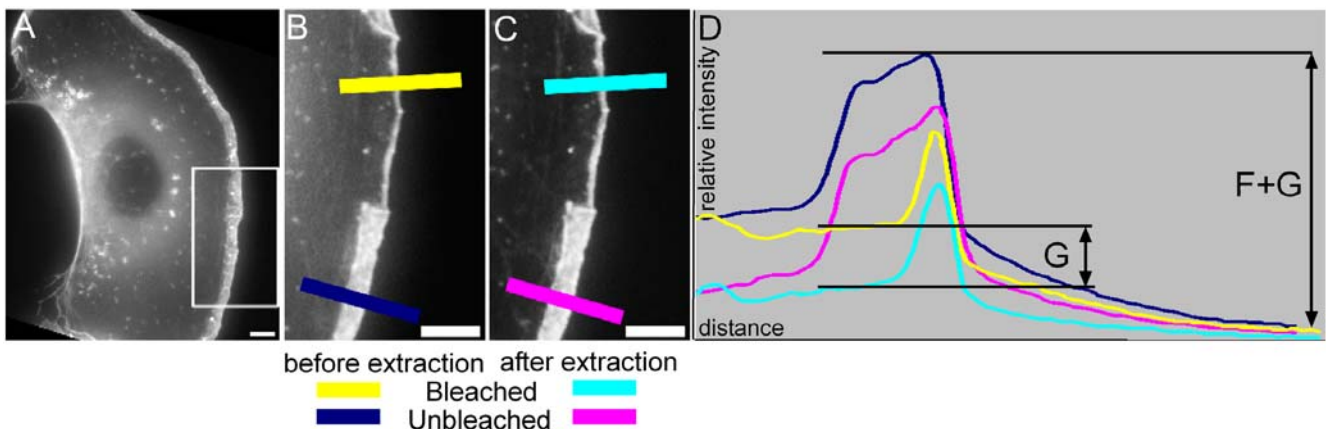 A
B
C
D
relative intensity
F+G
G
distance
before extraction after extraction
Bleached
Unbleached